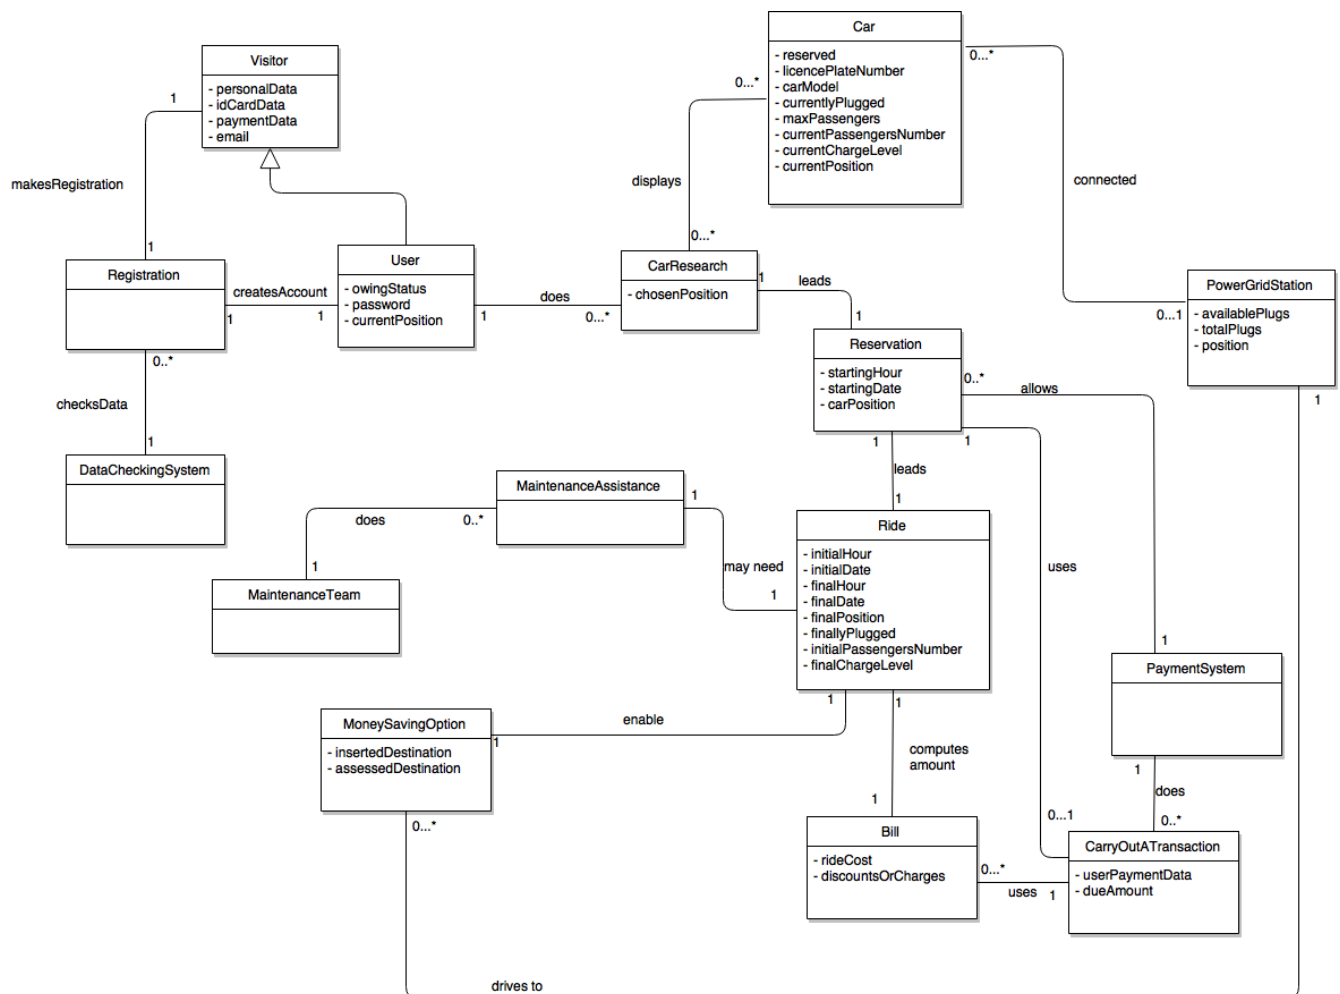 Car
- reserved
- licencePlateNumber
- carModel
- currentlyPlugged
- maxPassengers
- currentPassengersNumber
- currentChargeLevel
- currentPosition
0...*
0...*
Visitor
- personalData
- idCardData
- paymentData
- email
1
makesRegistration
1
displays
0...*
connected
Registration
createsAccount
1
1
User
- owingStatus
- password
- currentPosition
does
1
0...*
CarResearch
- chosenPosition
1
leads
1
PowerGridStation
- availablePlugs
- totalPlugs
- position
0...1
1
0..*
checksData
1
DataCheckingSystem
Reservation
- startingHour
- startingDate
- carPosition
0..*
allows
1
1
leads
1
MaintenanceAssistance
1
does
0..*
1
MaintenanceTeam
may need
1
Ride
- initialHour
- initialDate
- finalHour
- finalDate
- finalPosition
- finallyPlugged
- initialPassengersNumber
- finalChargeLevel
uses
1
PaymentSystem
1
does
0..*
0...1
MoneySavingOption
- insertedDestination
- assessedDestination
1
enable
1
1
computes
amount
1
0...*
Bill
- rideCost
- discountsOrCharges
0...*
uses
1
CarryOutATransaction
- userPaymentData
- dueAmount
drives to